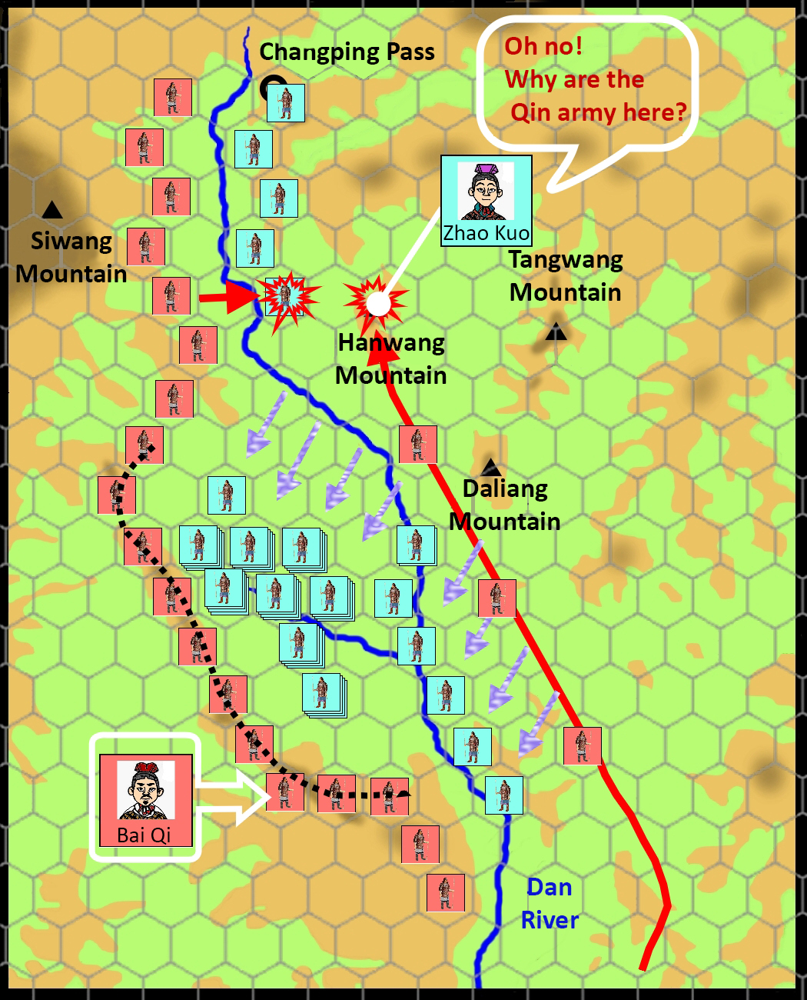 Changping Pass
Oh no!
Why are the
Qin army here?
Zhao Kuo
Siwang
Mountain
Tangwang
Mountain
Hanwang
Mountain
Daliang
Mountain
Bai Qi
Dan
River